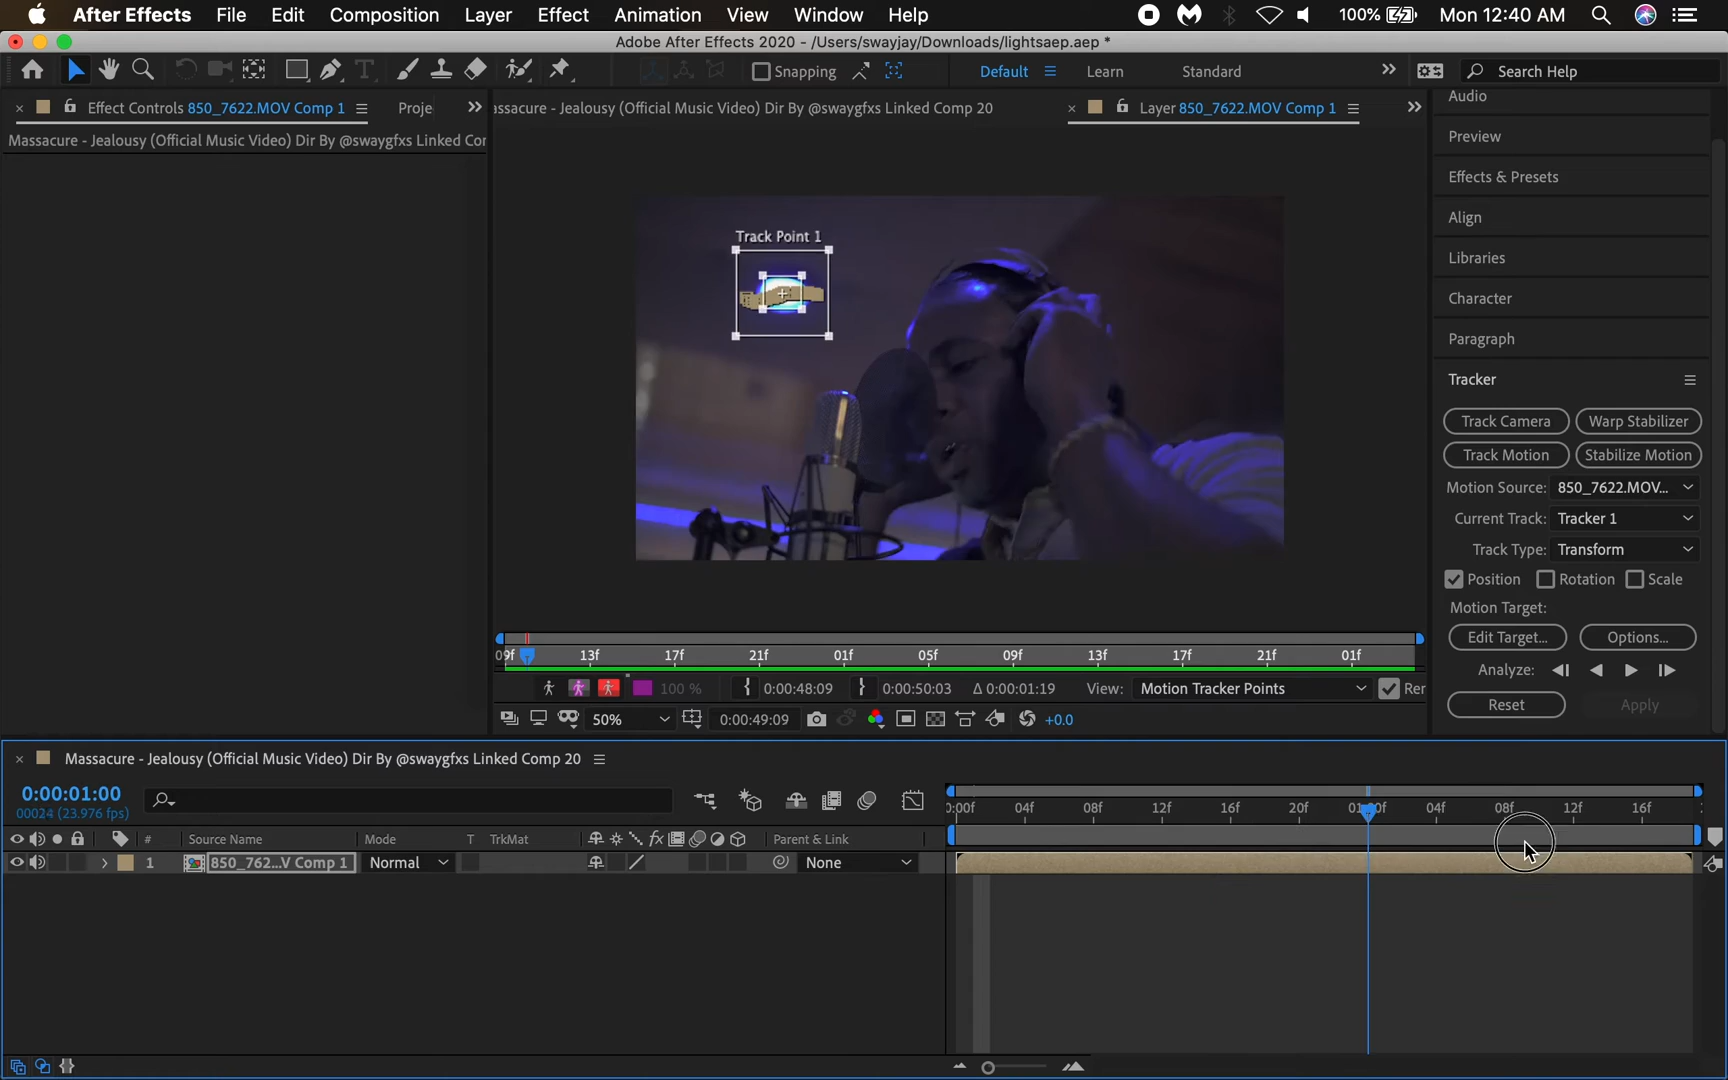 After Effects File Edit Composition Layer Effect Animation View Window Help 100% Mon 12:40 AM
Adobe After Effects 2020 - /Users/swayjay/Downloads/lightsaep.aep *
T Snapping Default Learn Standard Search Help
Effect Controls 850_7622.MOV Comp 1 Proje
assacure - Jealousy (Official Music Video) Dir By @swaygfxs Linked Comp 20 Layer 850_7622.MOV Comp 1
Massacure - Jealousy (Official Music Video) Dir By @swaygfxs Linked Cor
Audio
Preview
Effects & Presets
Align
Libraries
Character
Paragraph
Tracker
Track Camera Warp Stabilizer
Track Motion Stabilize Motion
Motion Source: 850_7622.MOV...
Current Track: Tracker 1
Track Type: Transform
Position Rotation Scale
Motion Target:
Edit Target... Options...
Analyze:
Reset Apply
Track Point 1
09f 13f 17f 21f 01f 05f 09f 13f 17f 21f 01f
100 % 0:00:48:09 0:00:50:03 Δ 0:00:01:19 View: Motion Tracker Points Rer
50% 0:00:49:09 +0.0
Massacure - Jealousy (Official Music Video) Dir By @swaygfxs Linked Comp 20
0:00:01:00
00024 (23.976 fps)
# Source Name Mode T TrkMat fx Parent & Link
1 850_762...V Comp 1 Normal None
0:00f 04f 08f 12f 16f 20f 01:00f 04f 08f 12f 16f